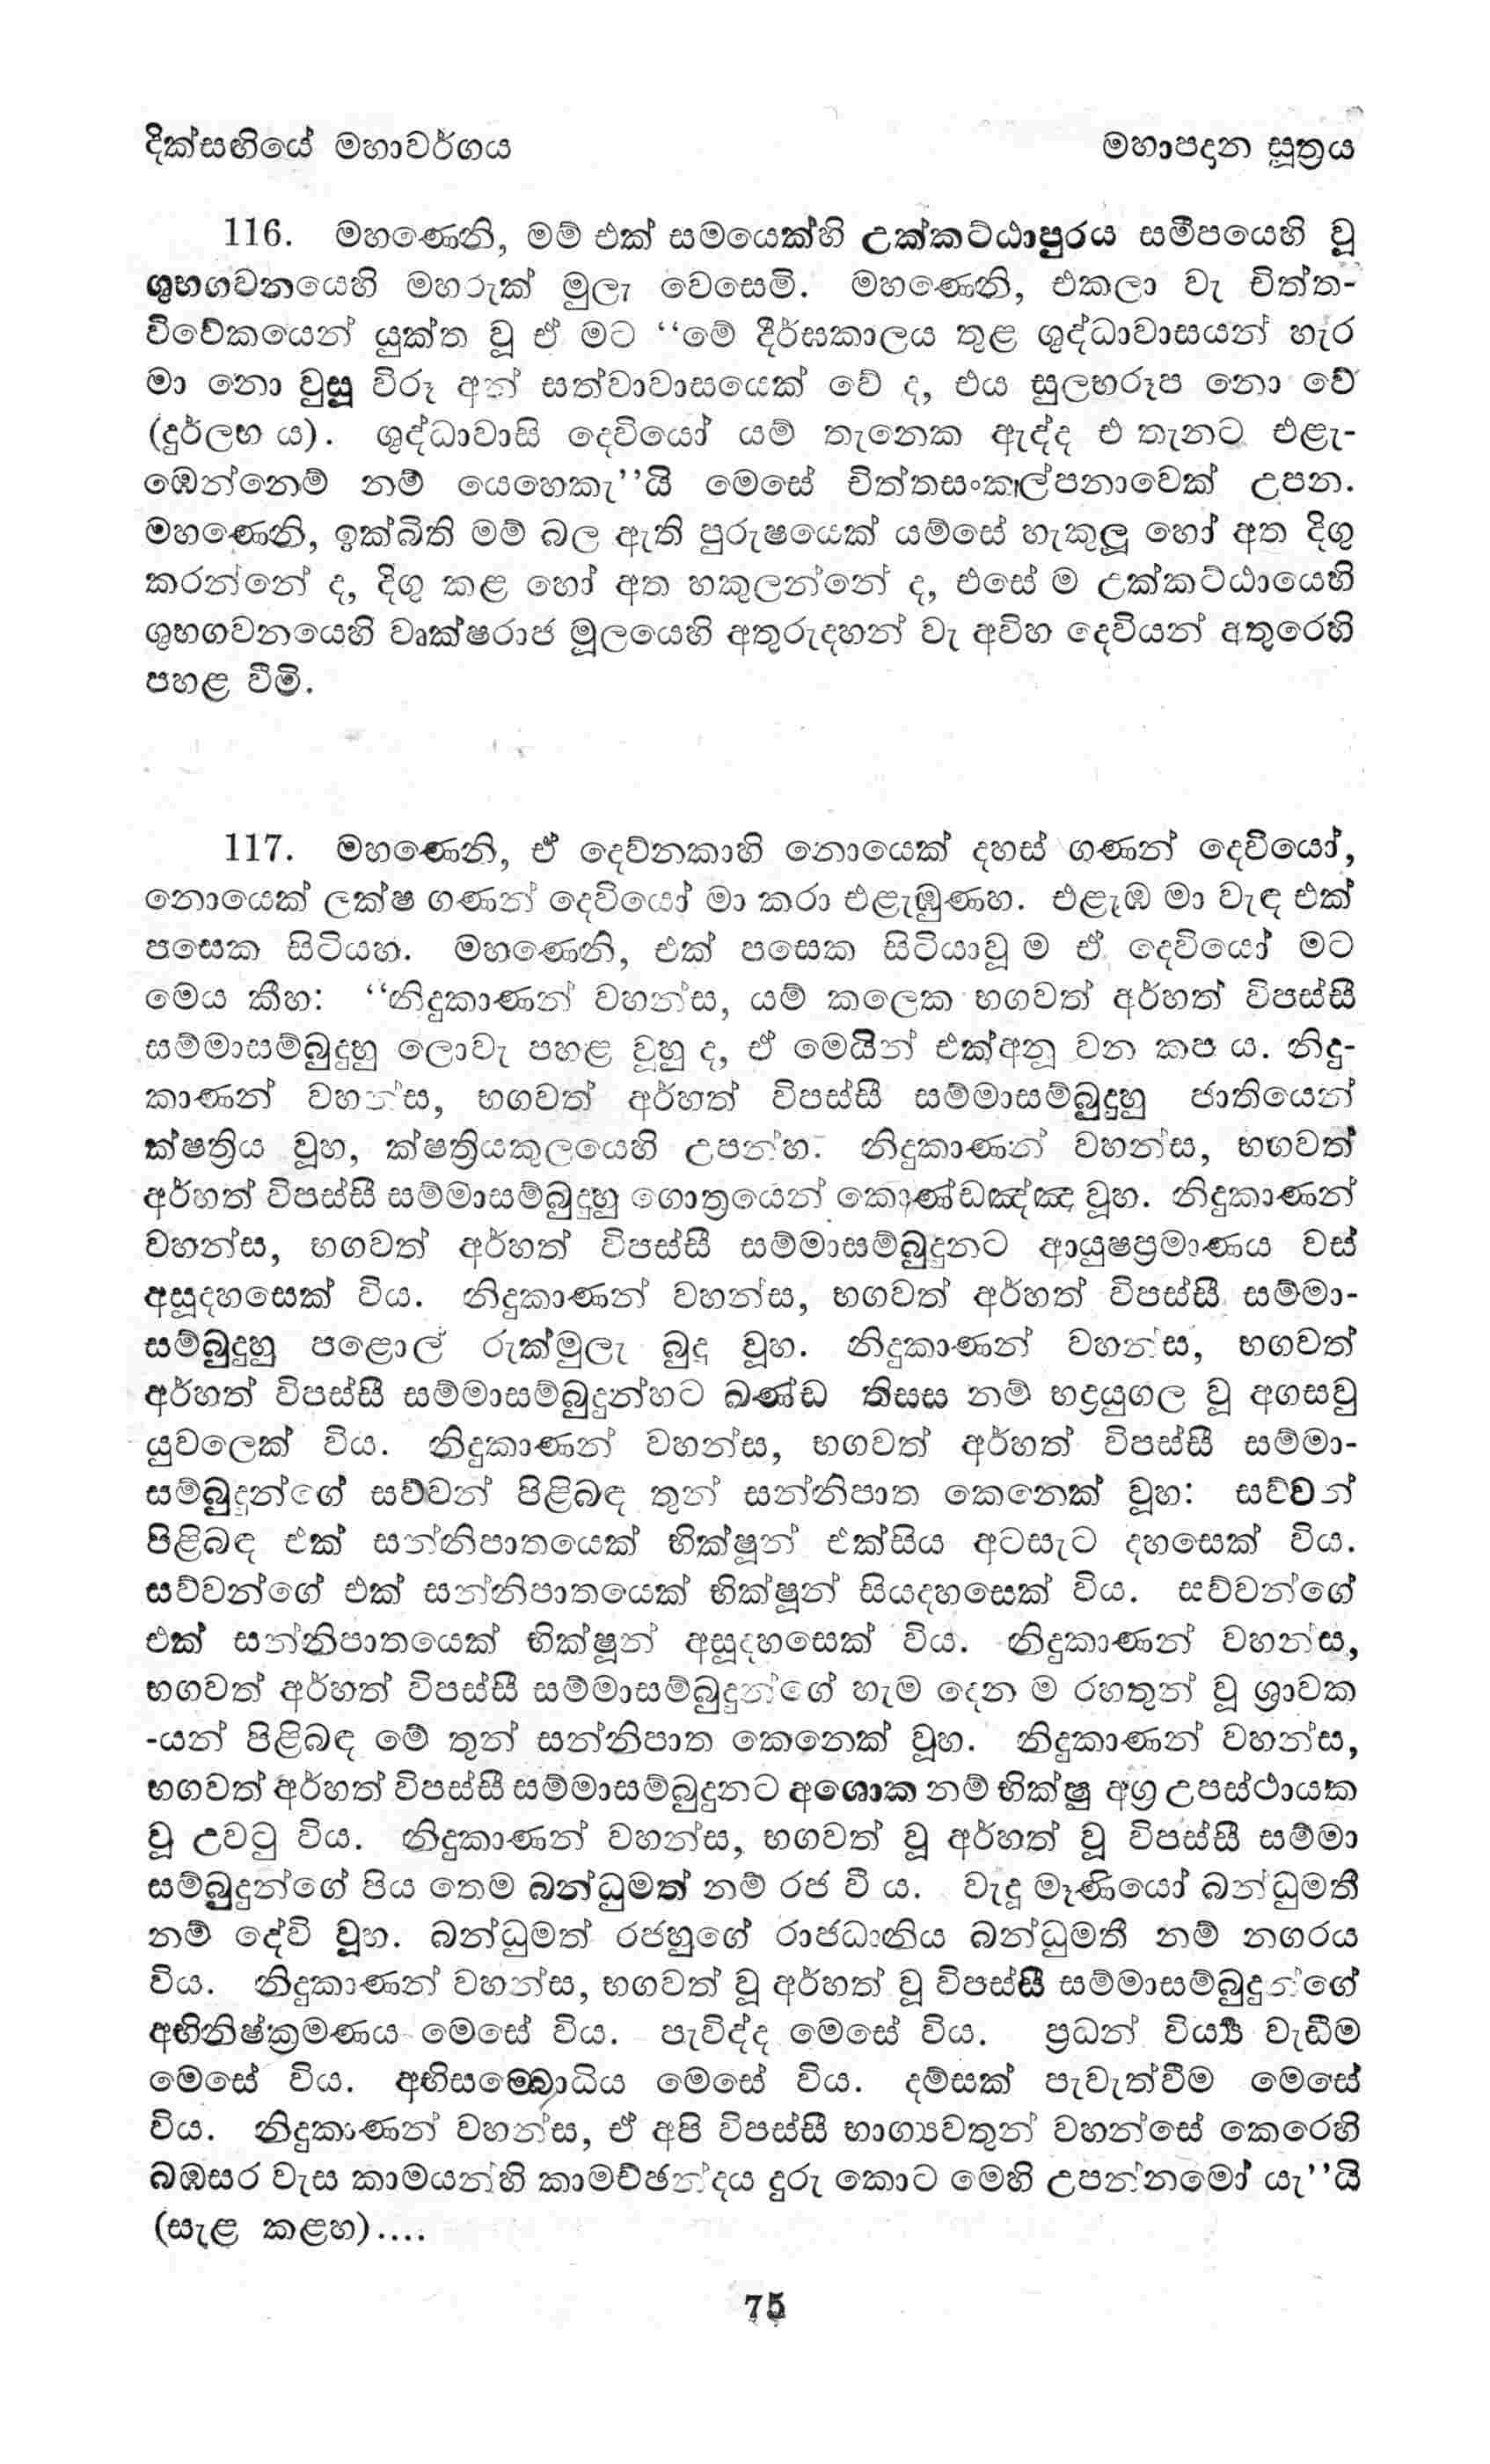 දික්සඟියේ මහාවර්ගය
මහාපදාන සූත්‍රය
116. මහණෙනි, මම් එක් සමයෙක්හි උක්කට්ඨාපුරය සමීපයෙහි වූ
ශුභගවනයෙහි මහරුක් මුලැ වෙසෙමි. මහණෙනි, එකලා වැ චිත්ත-
විවේකයෙන් යුක්ත වූ ඒ මට “මේ දීර්ඝකාලය තුළ ශුද්ධාවාසයන් හැර
මා නො වුසූ විරූ අන් සත්වාවාසයෙක් වේ ද, එය සුලභරූප නො වේ
(දුර්ලභ ය). ශුද්ධාවාසි දෙවියෝ යම් තැනෙක ඇද්ද එ තැනට එළැ-
ඹෙන්නෙම් නම් යෙහෙකැ”යි මෙසේ චිත්තසංකල්පනාවෙක් උපන.
මහණෙනි, ඉක්බිති මම් බල ඇති පුරුෂයෙක් යම්සේ හැකුලූ හෝ අත දිගු
කරන්නේ ද, දිගු කළ හෝ අත හකුලන්නේ ද, එසේ ම උක්කට්ඨායෙහි
ශුභගවනයෙහි වෘක්ෂරාජ මූලයෙහි අතුරුදහන් වැ අවිහ දෙවියන් අතුරෙහි
පහළ වීමි.
117. මහණෙනි, ඒ දෙව්නකාහි නොයෙක් දහස් ගණන් දෙවියෝ,
නොයෙක් ලක්ෂ ගණන් දෙවියෝ මා කරා එළැඹුණහ. එළැඹ මා වැඳ එක්
පසෙක සිටියහ. මහණෙනි, එක් පසෙක සිටියාවූ ම ඒ දෙවියෝ මට
මෙය කීහ: “නිදුකාණන් වහන්ස, යම් කලෙක භගවත් අර්හත් විපස්සී
සම්මාසම්බුදුහු ලොවැ පහළ වූහු ද, ඒ මෙයින් එක්අනූ වන කප ය. නිදු-
කාණන් වහන්ස, භගවත් අර්හත් විපස්සී සම්මාසම්බුදුහු ජාතියෙන්
ක්ෂත්‍රිය වූහ, ක්ෂත්‍රියකුලයෙහි උපන්හ. නිදුකාණන් වහන්ස, භගවත්
අර්හත් විපස්සී සම්මාසම්බුදුහු ගොත්‍රයෙන් කොණ්ඩඤ්ඤ වූහ. නිදුකාණන්
වහන්ස, භගවත් අර්හත් විපස්සී සම්මාසම්බුදුනට ආයුෂප්‍රමාණය වස්
අසූදහසෙක් විය. නිදුකාණන් වහන්ස, භගවත් අර්හත් විපස්සී සම්මා-
සම්බුදුහු පළොල් රුක්මුලැ බුදු වූහ. නිදුකාණන් වහන්ස, භගවත්
අර්හත් විපස්සී සම්මාසම්බුදුන්හට ඛණ්ඩ තිසස නම් භද්‍රයුගල වූ අගසවු
යුවලෙක් විය. නිදුකාණන් වහන්ස, භගවත් අර්හත් විපස්සී සම්මා-
සම්බුදුන්ගේ සව්වන් පිළිබඳ තුන් සන්නිපාත කෙනෙක් වූහ: සව්වන්
පිළිබඳ එක් සන්නිපාතයෙක් භික්ෂූන් එක්සිය අටසැට දහසෙක් විය.
සව්වන්ගේ එක් සන්නිපාතයෙක් භික්ෂූන් සියදහසෙක් විය. සව්වන්ගේ
එක් සන්නිපාතයෙක් භික්ෂූන් අසූදහසෙක් විය. නිදුකාණන් වහන්ස,
භගවත් අර්හත් විපස්සී සම්මාසම්බුදුන්ගේ හැම දෙන ම රහතුන් වූ ශ්‍රාවක
-යන් පිළිබඳ මේ තුන් සන්නිපාත කෙනෙක් වූහ. නිදුකාණන් වහන්ස,
භගවත් අර්හත් විපස්සී සම්මාසම්බුදුනට අශොක නම් භික්ෂු අග්‍ර උපස්ථායක
වූ උවටු විය. නිදුකාණන් වහන්ස, භගවත් වූ අර්හත් වූ විපස්සී සම්මා
සම්බුදුන්ගේ පිය තෙම බන්ධුමත් නම් රජ වී ය. වැදූ මෑණියෝ බන්ධුමතී
නම් දේවි වූහ. බන්ධුමත් රජහුගේ රාජධානිය බන්ධුමතී නම් නගරය
විය. නිදුකාණන් වහන්ස, භගවත් වූ අර්හත් වූ විපස්සී සම්මාසම්බුදුන්ගේ
අභිනිෂ්ක්‍රමණය මෙසේ විය. පැවිද්ද මෙසේ විය. ප්‍රධන් වීර්‍ය්‍ය වැඩීම
මෙසේ විය. අභිසම්බොධිය මෙසේ විය. දම්සක් පැවැත්වීම මෙසේ
විය. නිදුකාණන් වහන්ස, ඒ අපි විපස්සී භාග්‍යවතුන් වහන්සේ කෙරෙහි
බඹසර වැස කාමයන්හි කාමච්ඡන්දය දුරු කොට මෙහි උපන්නමෝ යැ”යි
(සැළ කළහ)....
75